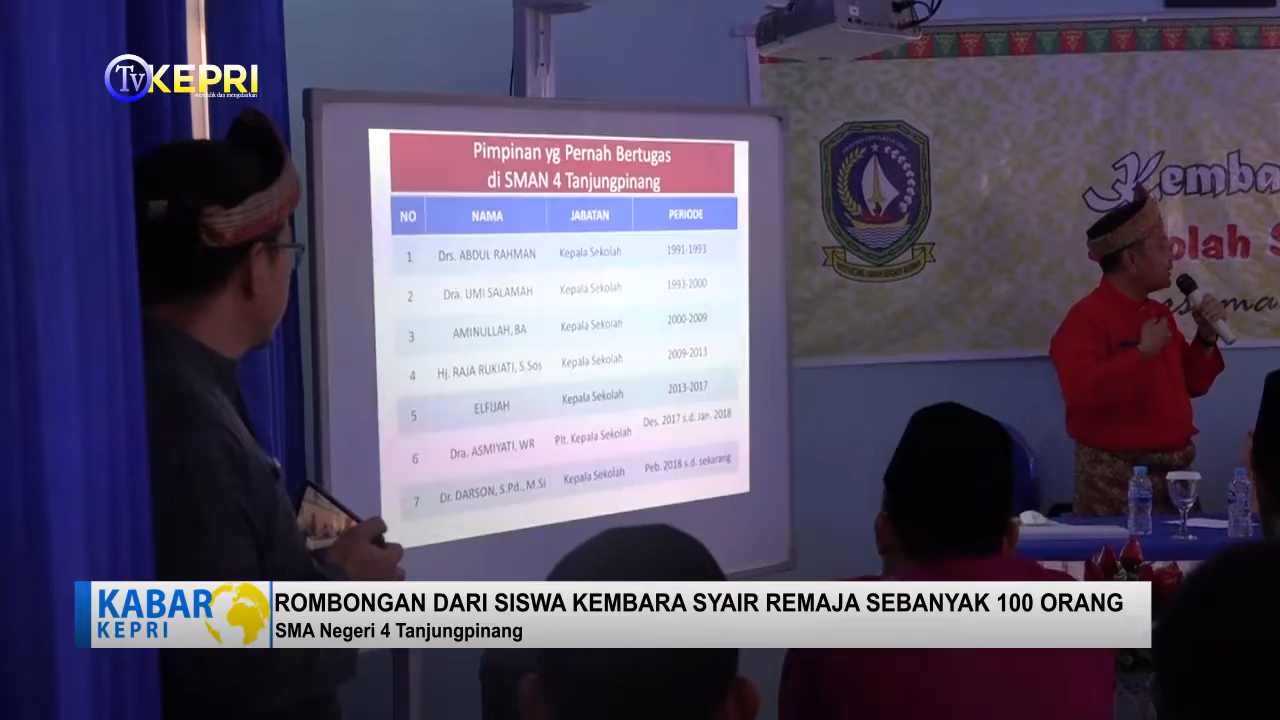 Tv KEPRI
Pimpinan yg Pernah Bertugas
di SMAN 4 Tanjungpinang
NO NAMA JABATAN PERIODE
1 Drs. ABDUL RAHMAN Kepala Sekolah 1991-1993
2 Dra. UMI SALAMAH Kepala Sekolah 1993-2000
3 AMINULLAH, BA Kepala Sekolah 2000-2009
4 Hj. RAJA RUKIATI, S.Sos Kepala Sekolah 2009-2013
5 ELFIJAH Kepala Sekolah 2013-2017
6 Dra. ASMIYATI, WR Plt. Kepala Sekolah Des. 2017 s.d. Jan. 2018
7 Dr. DARSON, S.Pd., M.Si Kepala Sekolah Peb. 2018 s.d. sekarang
Kemba
olah S
KABAR
KEPRI
ROMBONGAN DARI SISWA KEMBARA SYAIR REMAJA SEBANYAK 100 ORANG
SMA Negeri 4 Tanjungpinang